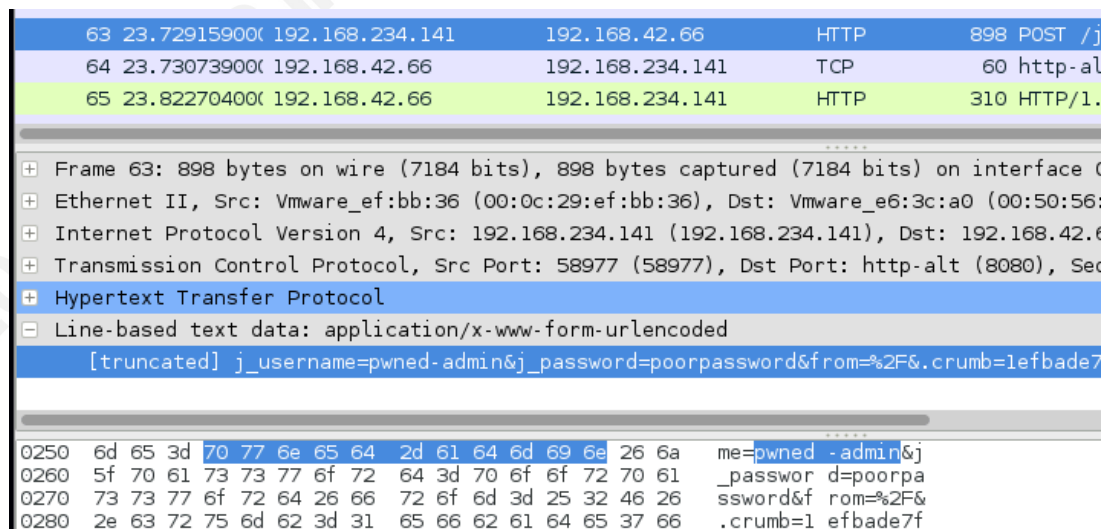 63 23.729159000( 192.168.234.141 192.168.42.66 HTTP 898 POST /j
64 23.730739000( 192.168.42.66 192.168.234.141 TCP 60 http-al
65 23.822704000( 192.168.42.66 192.168.234.141 HTTP 310 HTTP/1.
Frame 63: 898 bytes on wire (7184 bits), 898 bytes captured (7184 bits) on interface
Ethernet II, Src: Vmware_ef:bb:36 (00:0c:29:ef:bb:36), Dst: Vmware_e6:3c:a0 (00:50:56:
Internet Protocol Version 4, Src: 192.168.234.141 (192.168.234.141), Dst: 192.168.42.6
Transmission Control Protocol, Src Port: 58977 (58977), Dst Port: http-alt (8080), Sec
Hypertext Transfer Protocol
Line-based text data: application/x-www-form-urlencoded
[truncated] j_username=pwned-admin&j_password=poorpassword&from=%2F&.crumb=1efbade7
0250 6d 65 3d 70 77 6e 65 64 2d 61 64 6d 69 6e 26 6a me=pwned -admin&j
0260 5f 70 61 73 73 77 6f 72 64 3d 70 6f 6f 72 70 61 _passwor d=poorpa
0270 73 73 77 6f 72 64 26 66 72 6f 6d 3d 25 32 46 26 ssword&f rom=%2F&
0280 2e 63 72 75 6d 62 3d 31 65 66 62 61 64 65 37 66 .crumb=1 efbade7f